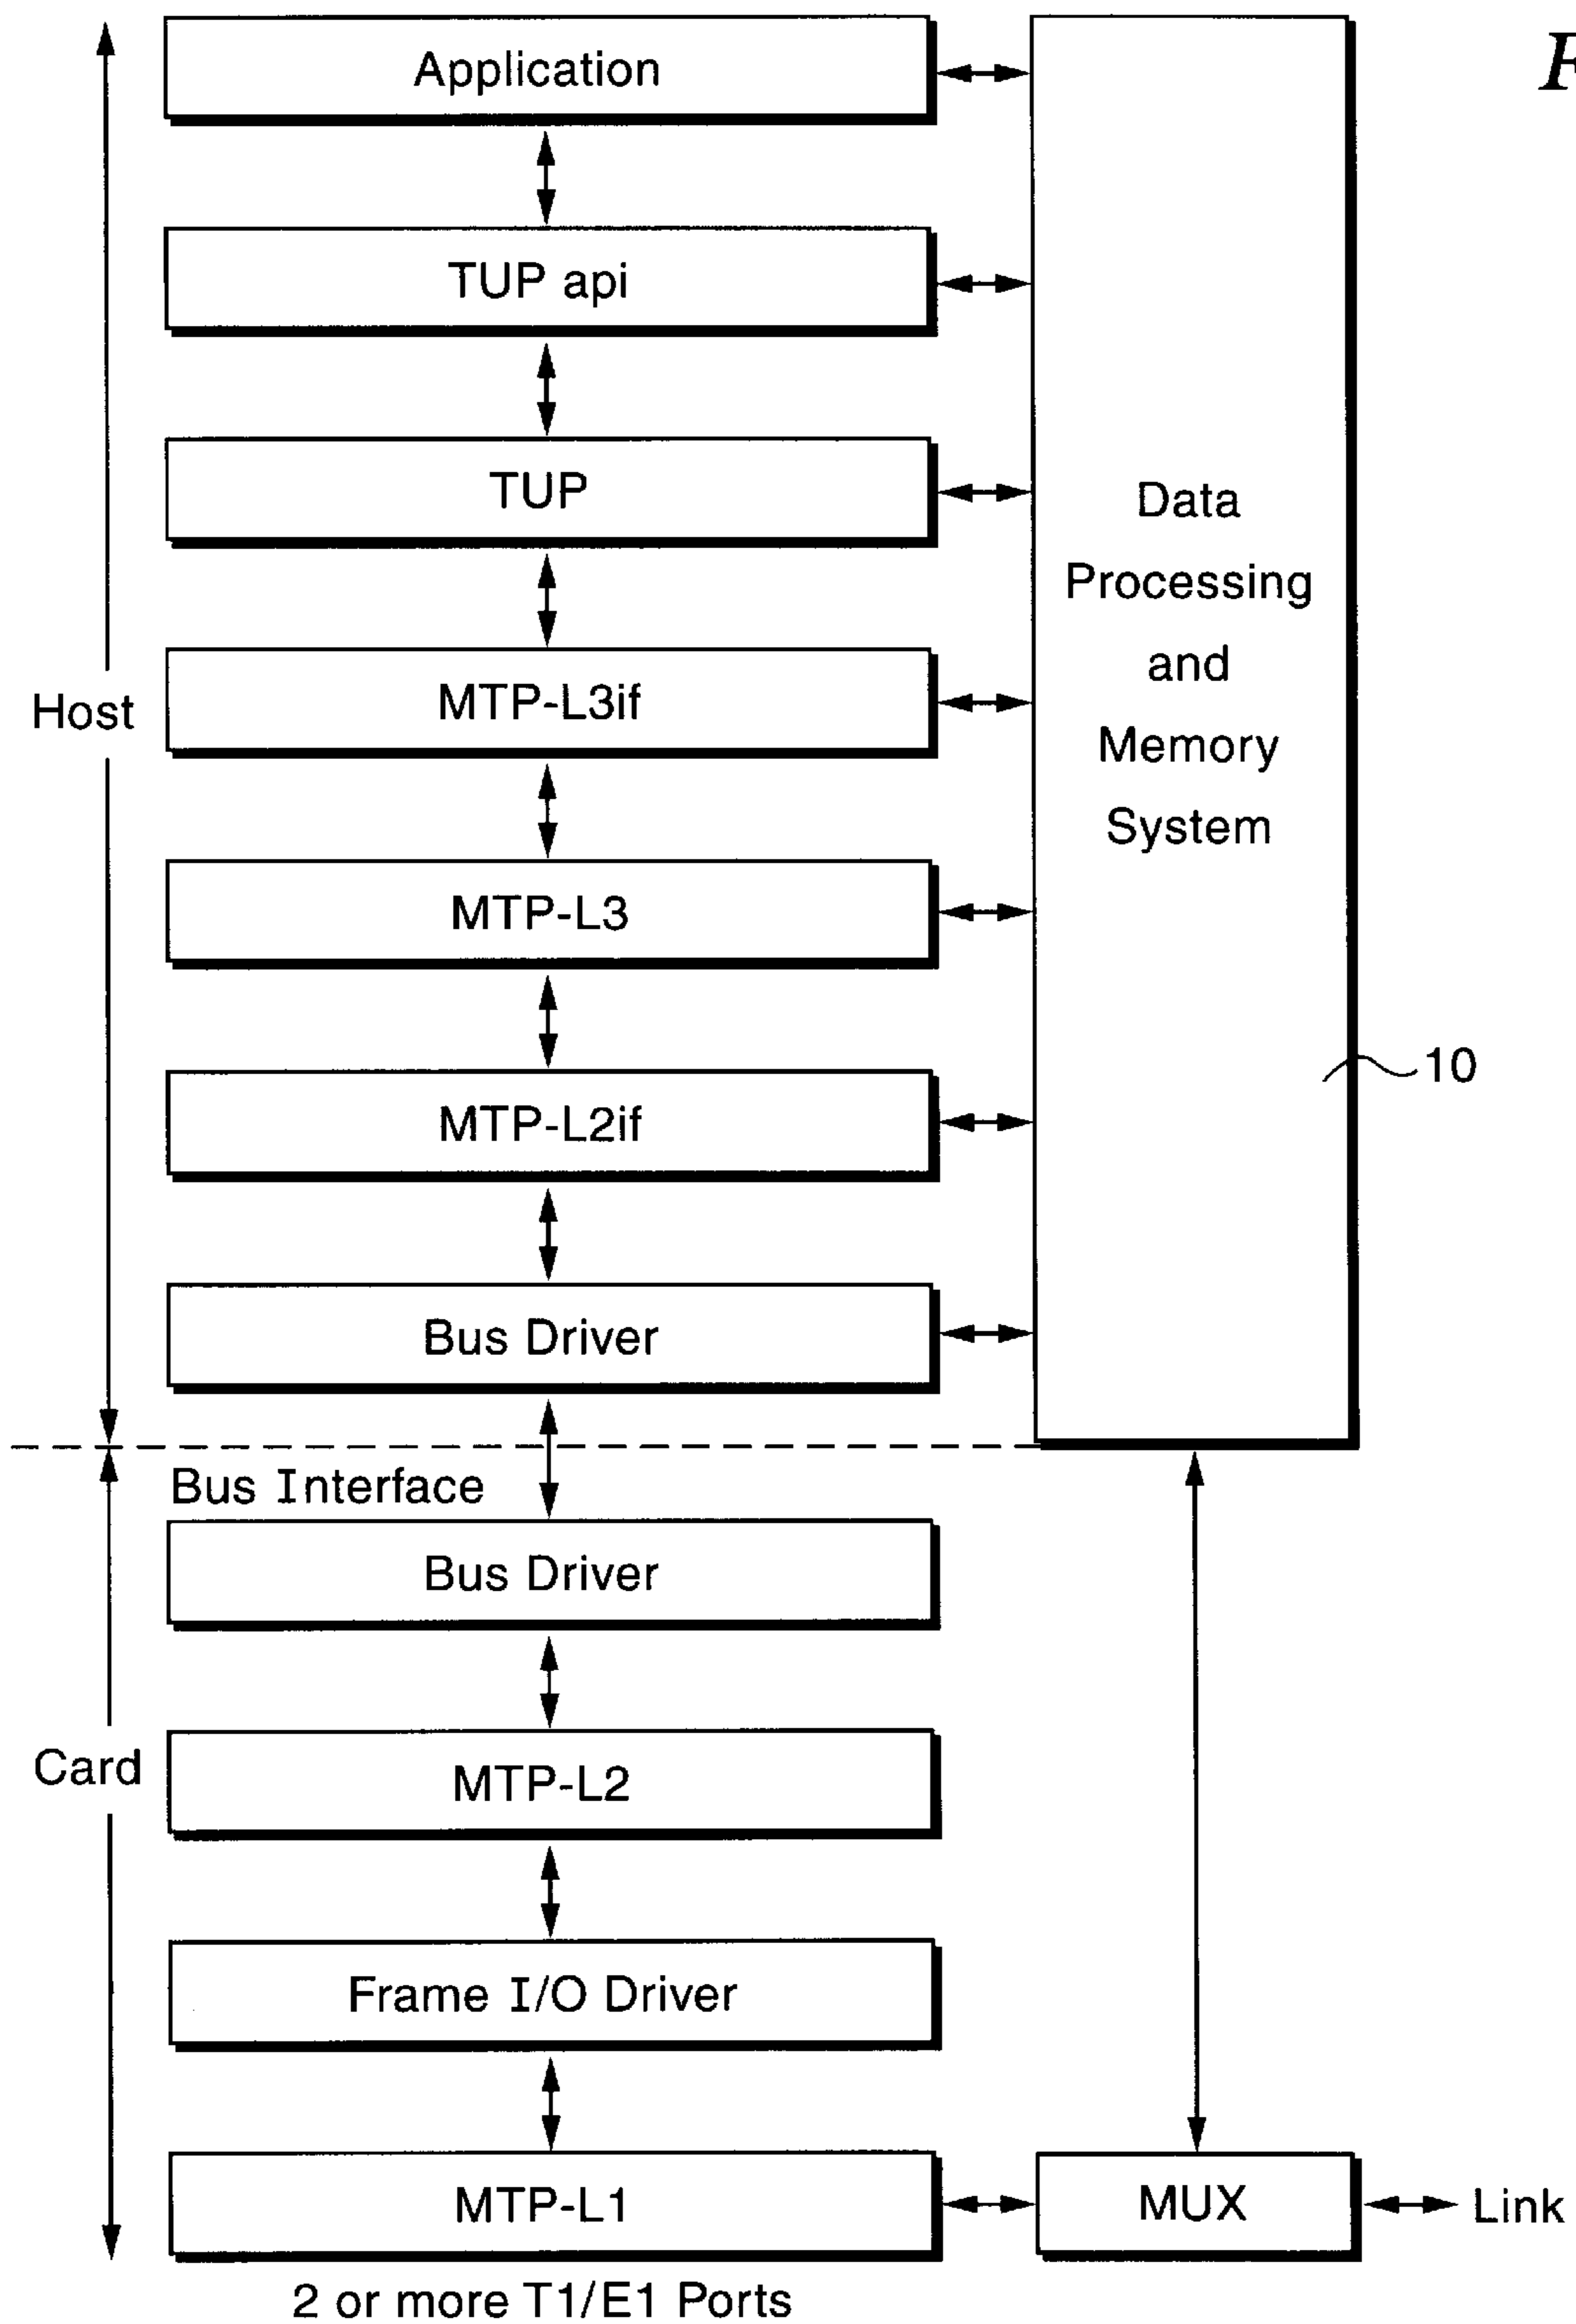 Application
TUP api
TUP
MTP-L3if
MTP-L3
MTP-L2if
Bus Driver
Host
Data
Processing
and
Memory
System
10
Bus Interface
Bus Driver
MTP-L2
Card
Frame I/O Driver
MTP-L1
MUX
Link
2 or more T1/E1 Ports